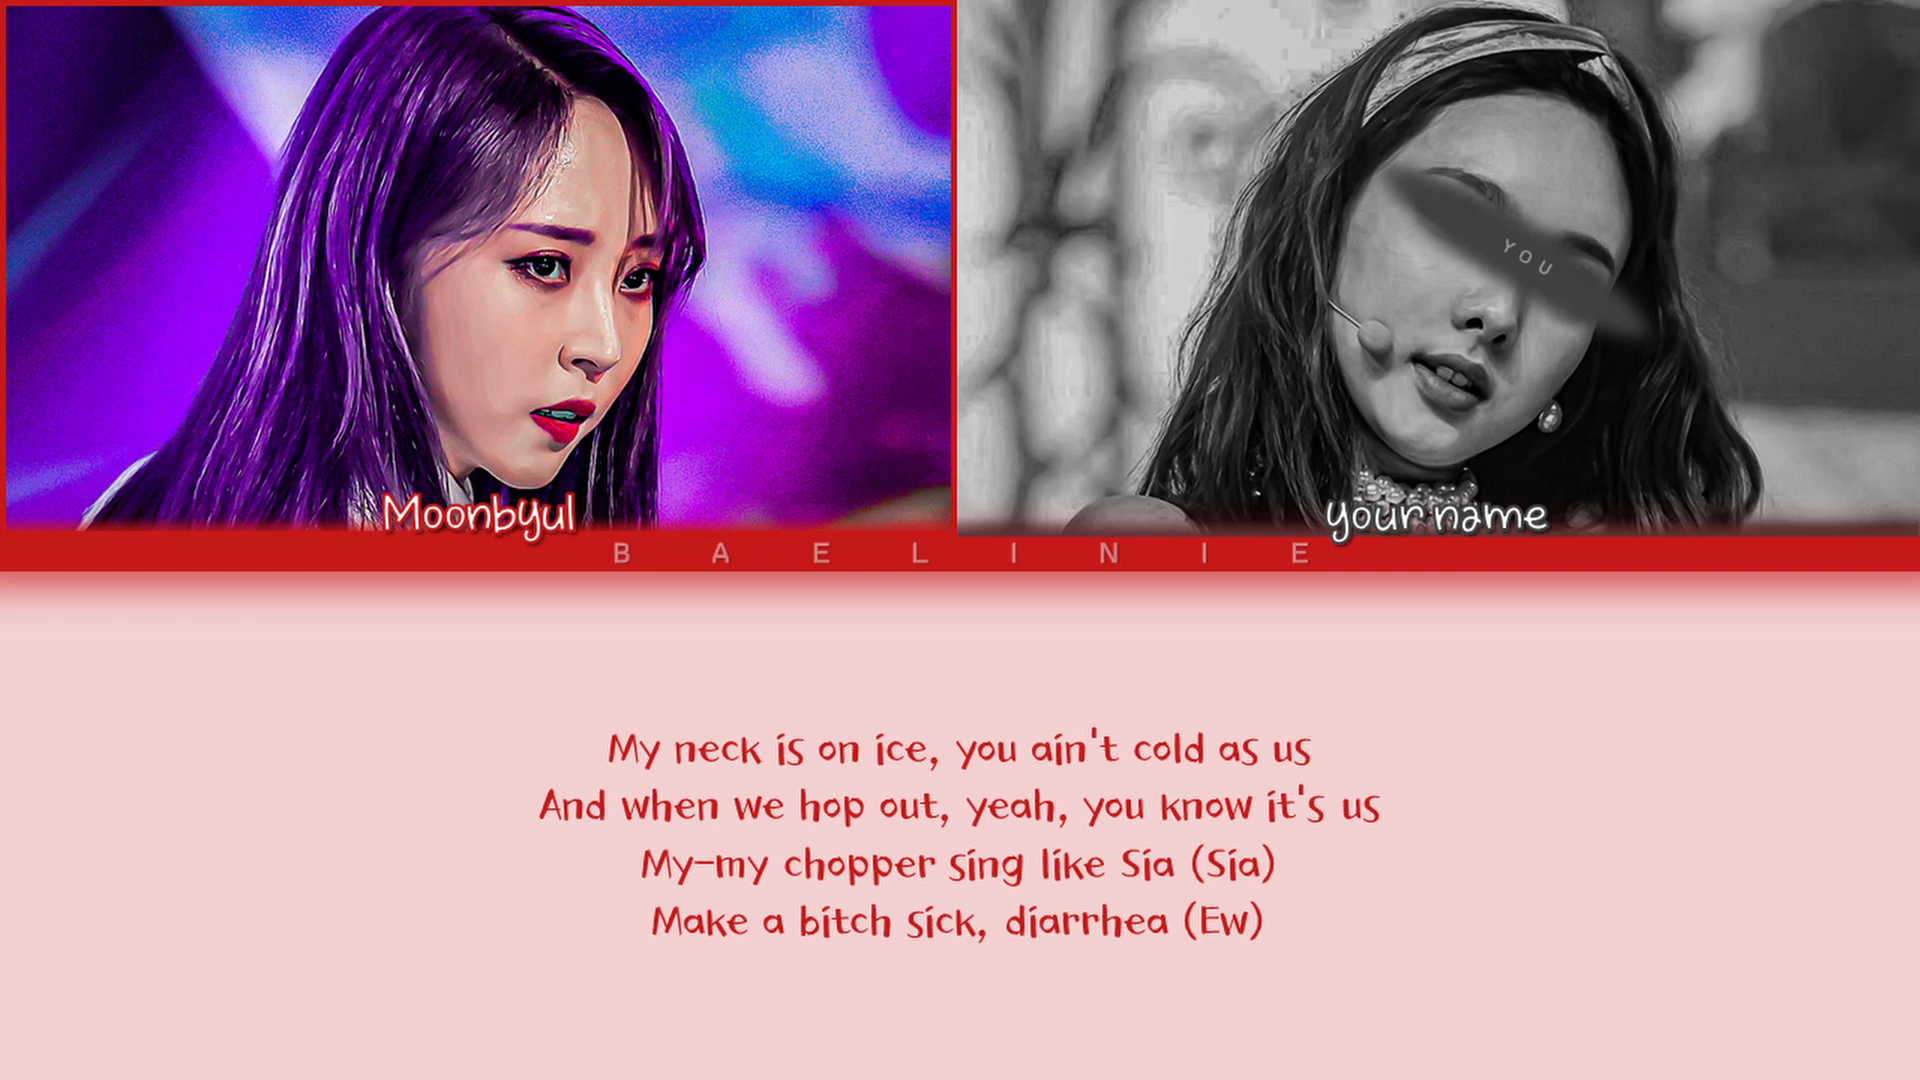 YOU
Moonbyul
your name
BAELINIE
My neck is on ice, you ain't cold as us
And when we hop out, yeah, you know it's us
My-my chopper sing like Sia (Sia)
Make a bitch sick, diarrhea (Ew)